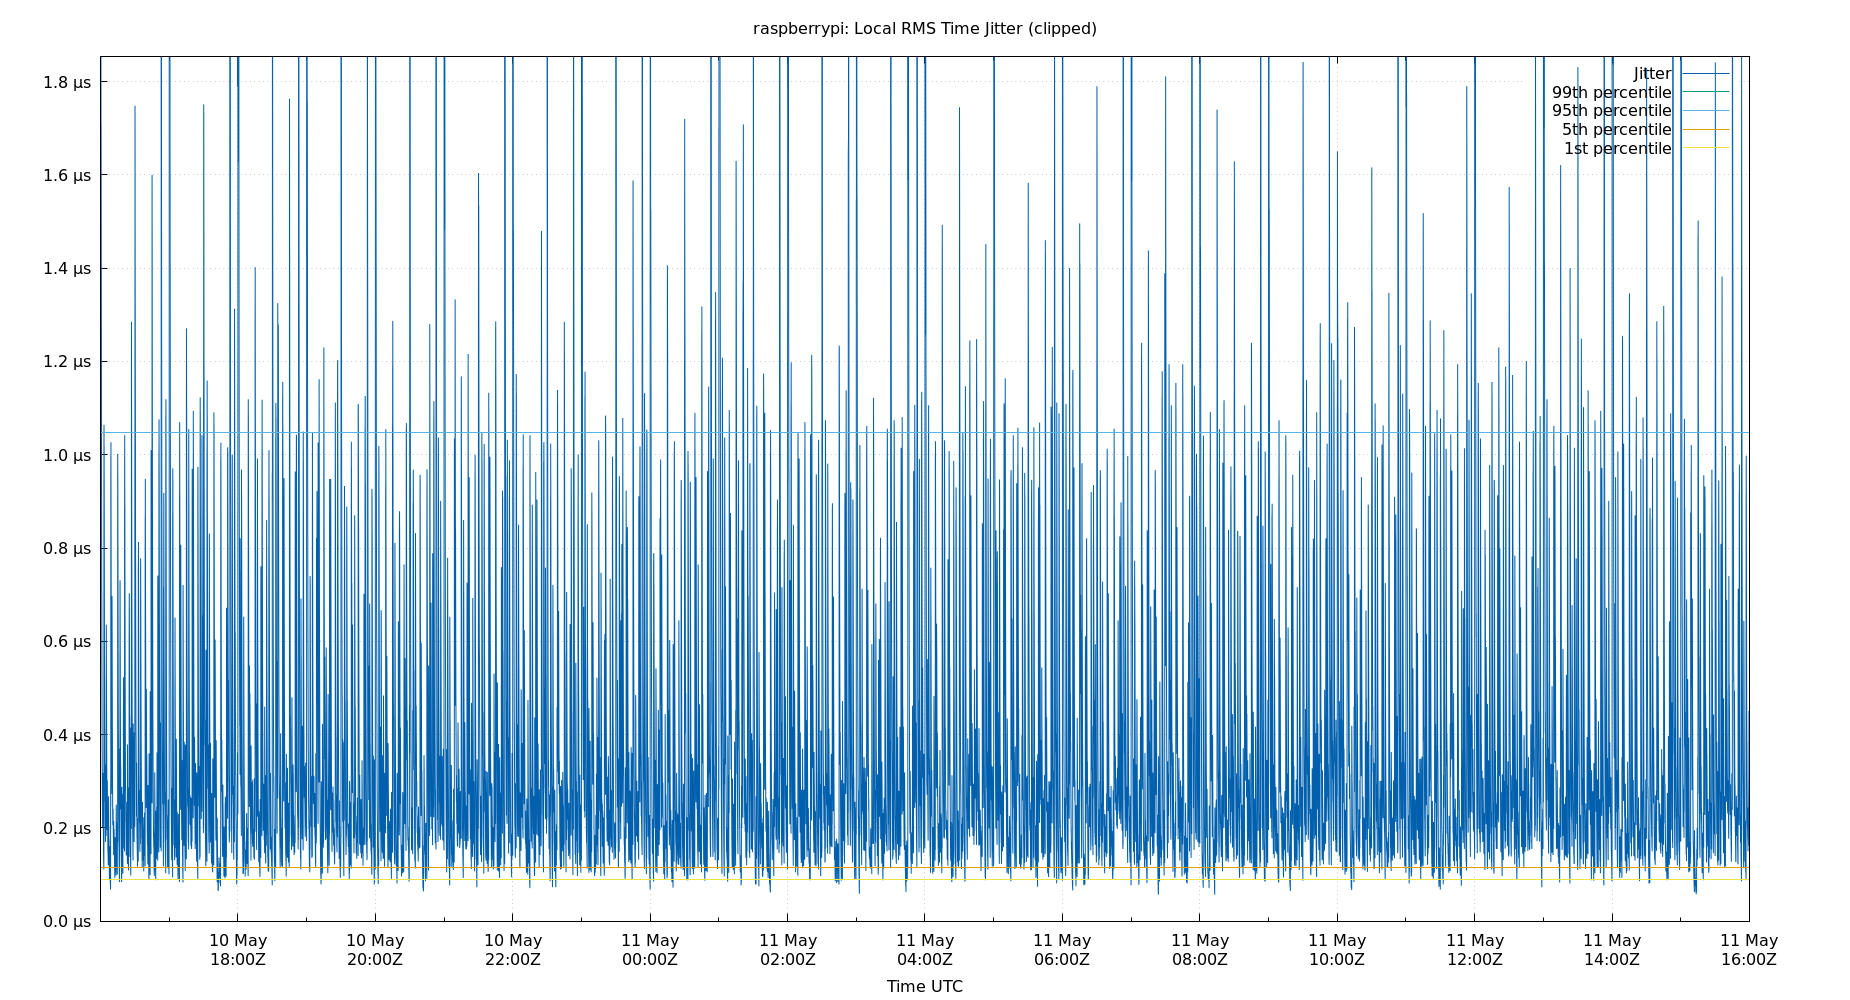 raspberrypi: Local RMS Time Jitter (clipped)
1.8 µs
1.6 µs
1.4 µs
1.2 µs
1.0 µs
0.8 µs
0.6 µs
0.4 µs
0.2 µs
0.0 µs
Jitter
99th percentile
95th percentile
5th percentile
1st percentile
10 May 10 May 10 May 11 May 11 May 11 May 11 May 11 May 11 May 11 May 11 May 11 May
18:00Z 20:00Z 22:00Z 00:00Z 02:00Z 04:00Z 06:00Z 08:00Z 10:00Z 12:00Z 14:00Z 16:00Z
Time UTC